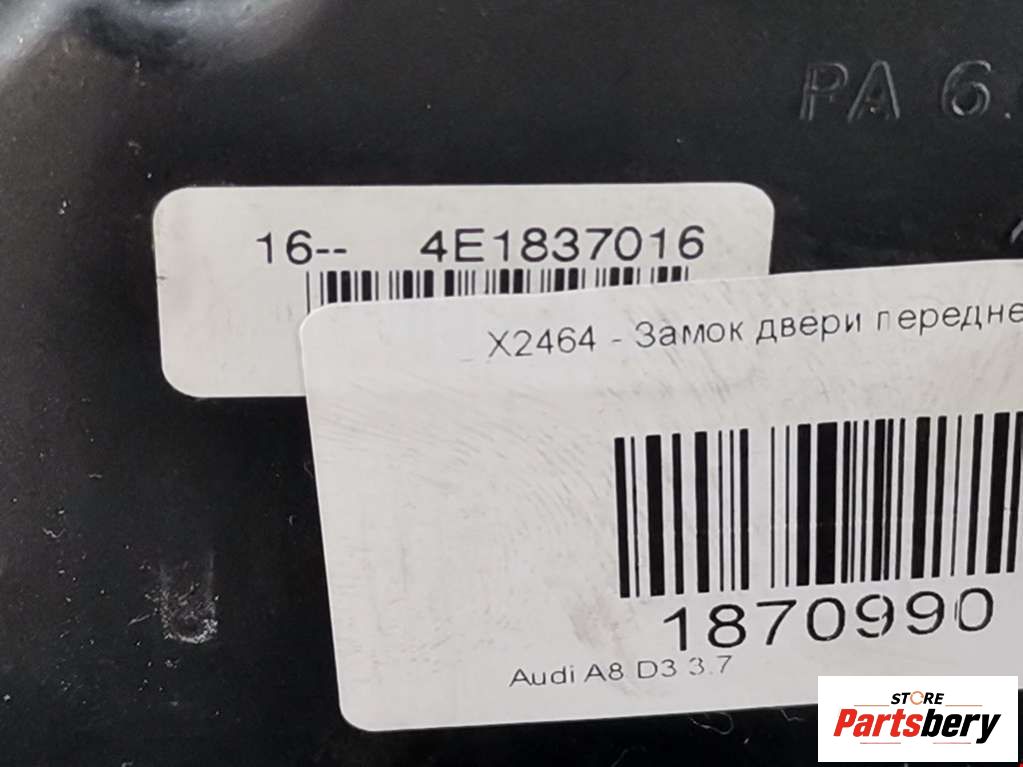 PA 6.
16-- 4E1837016
X2464 - Замок двери передне
1870990
Audi A8 D3 3.7
STORE
Partsbery